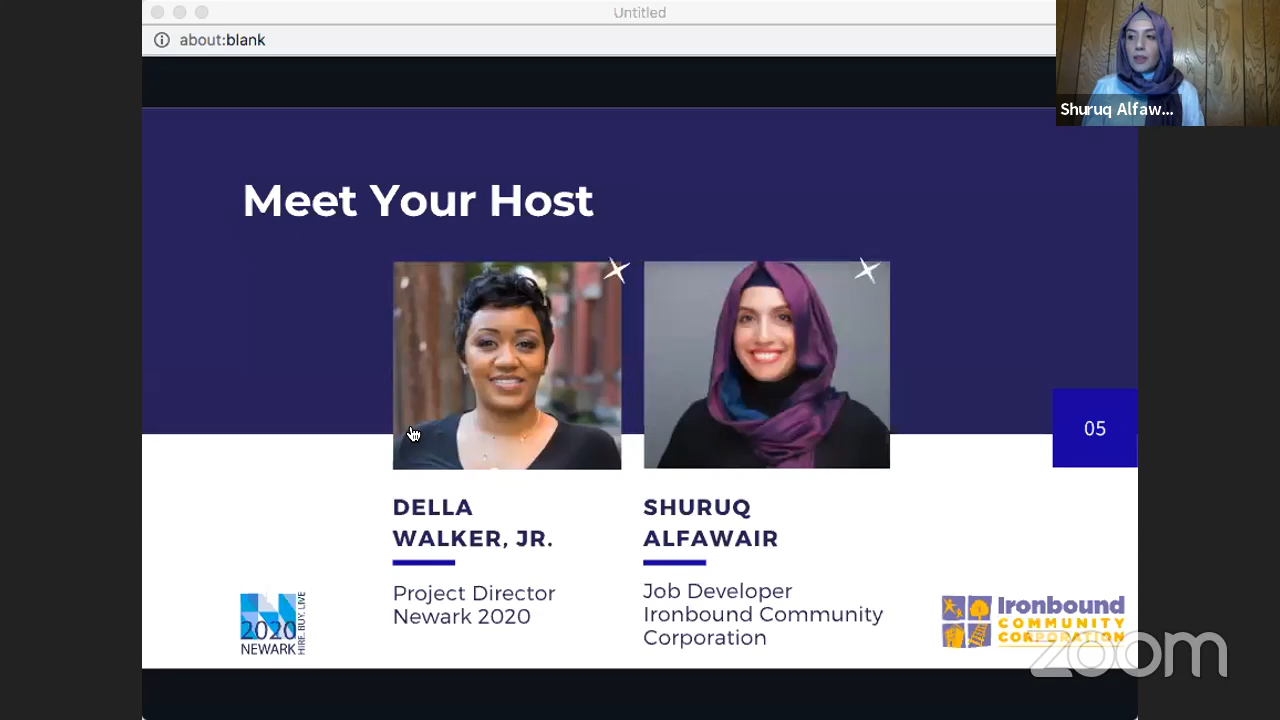 Untitled
about:blank
Shuruq Alfaw...
Meet Your Host
05
DELLA
WALKER, JR.
Project Director
Newark 2020
SHURUQ
ALFAWAIR
Job Developer
Ironbound Community
Corporation
2020
NEWARK
HIRE. BUY. LIVE
Ironbound
COMMUNITY
CORPORATION
zoom